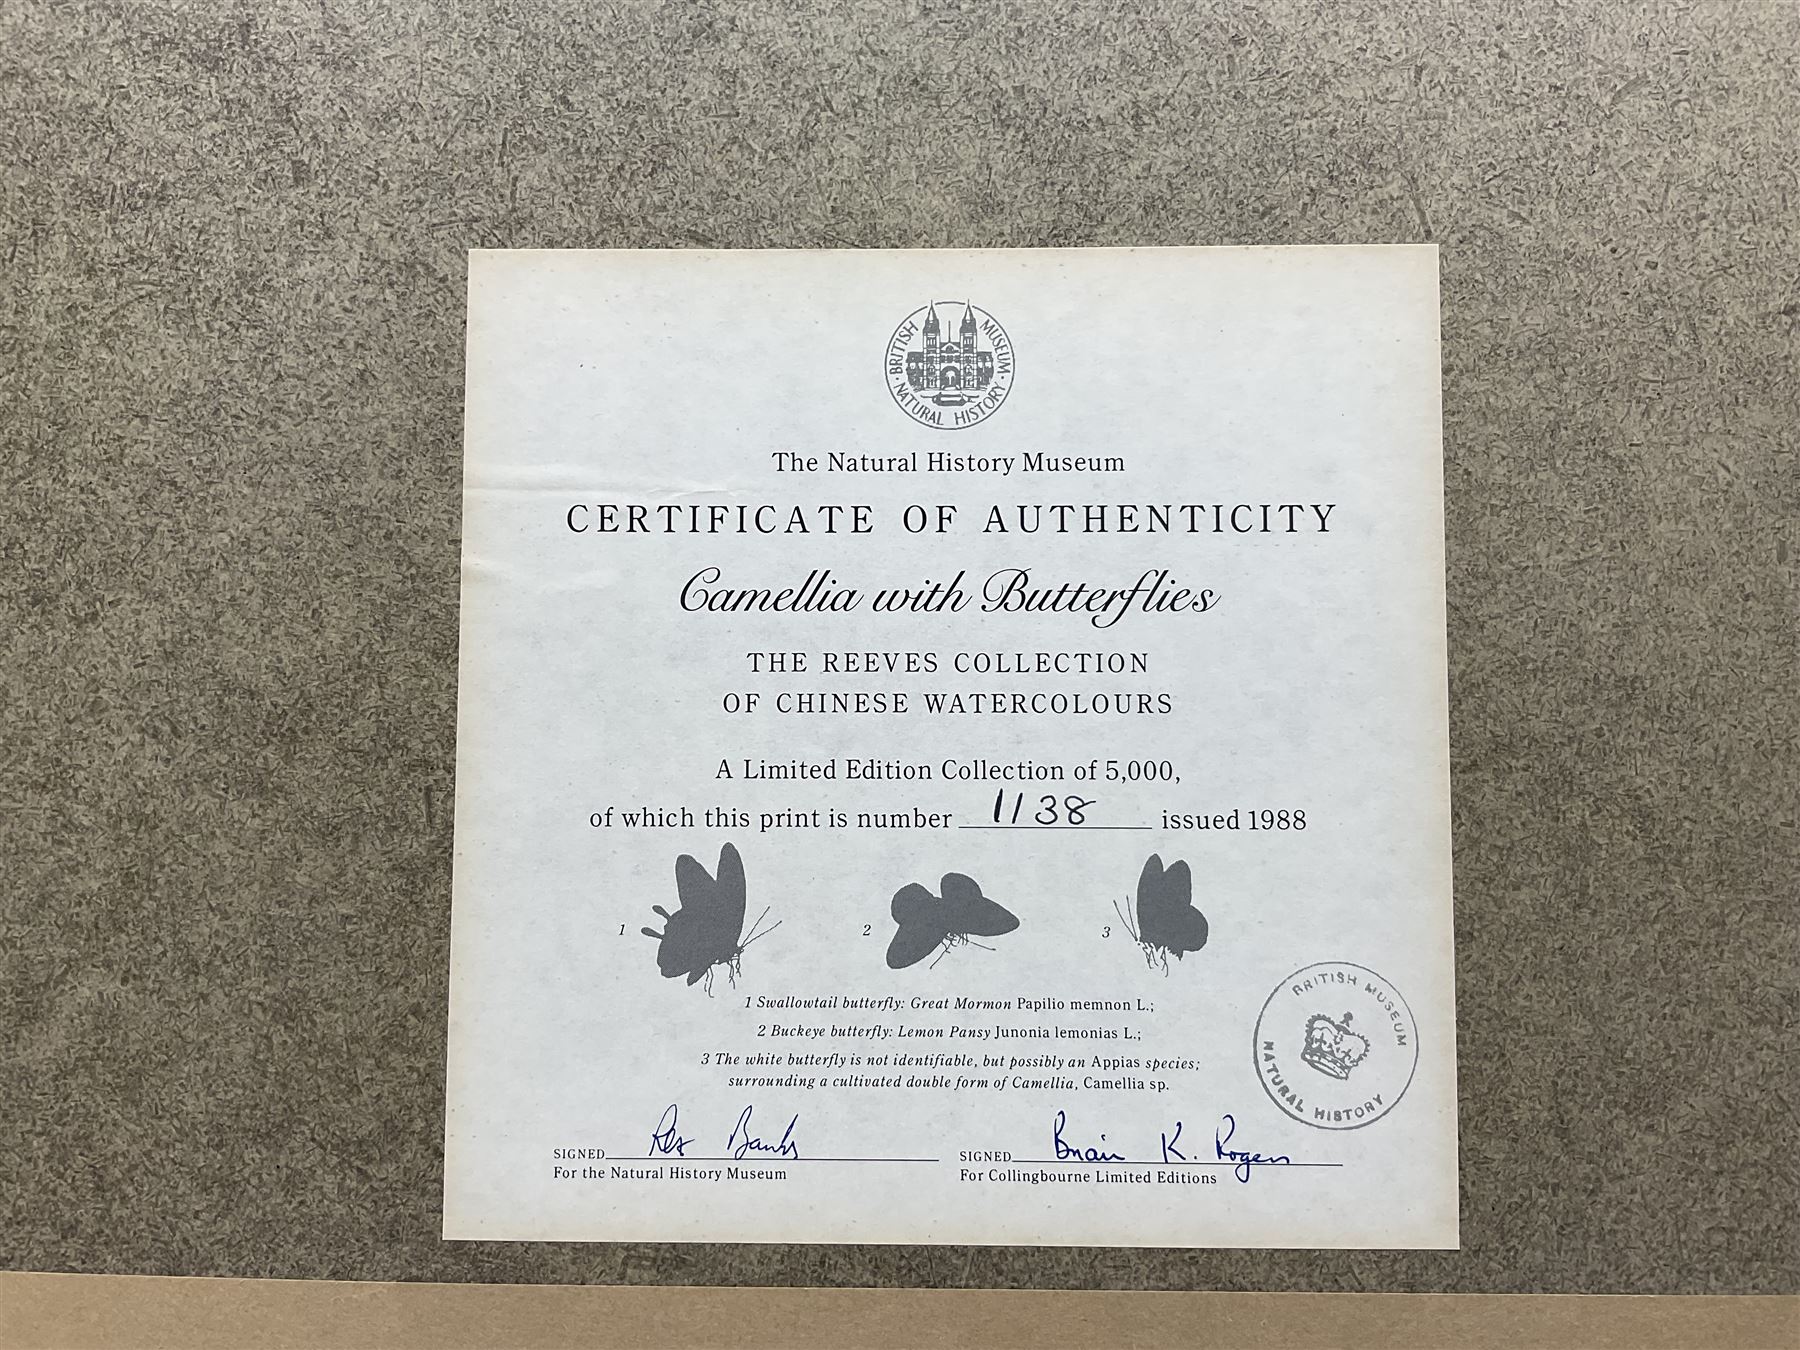 BRITISH MUSEUM · NATURAL HISTORY ·
The Natural History Museum
CERTIFICATE OF AUTHENTICITY
Camellia with Butterflies
THE REEVES COLLECTION
OF CHINESE WATERCOLOURS
A Limited Edition Collection of 5,000,
of which this print is number 1138 issued 1988
1 2 3
1 Swallowtail butterfly: Great Mormon Papilio memnon L.;
2 Buckeye butterfly: Lemon Pansy Junonia lemonias L.;
3 The white butterfly is not identifiable, but possibly an Appias species;
surrounding a cultivated double form of Camellia, Camellia sp.
BRITISH MUSEUM NATURAL HISTORY
SIGNED Rex Banks
For the Natural History Museum
SIGNED Brian K. Rogers
For Collingbourne Limited Editions